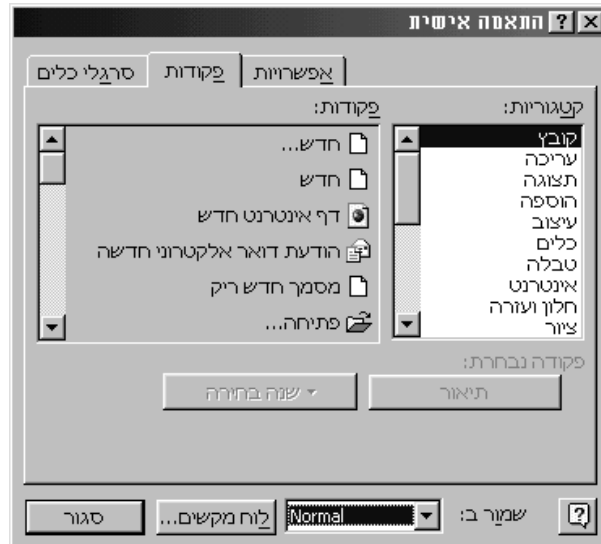 התאמה אישית
סרגלי כלים פקודות אפשרויות
קטגוריות:
קובץ
עריכה
תצוגה
הוספה
עיצוב
כלים
טבלה
אינטרנט
חלון ועזרה
ציור
פקודות:
חדש...
חדש
דף אינטרנט חדש
הודעת דואר אלקטרוני חדשה
מסמך חדש ריק
פתיחה...
פקודה נבחרת:
תיאור
שנה בחירה
שמור ב: Normal
לוח מקשים...
סגור